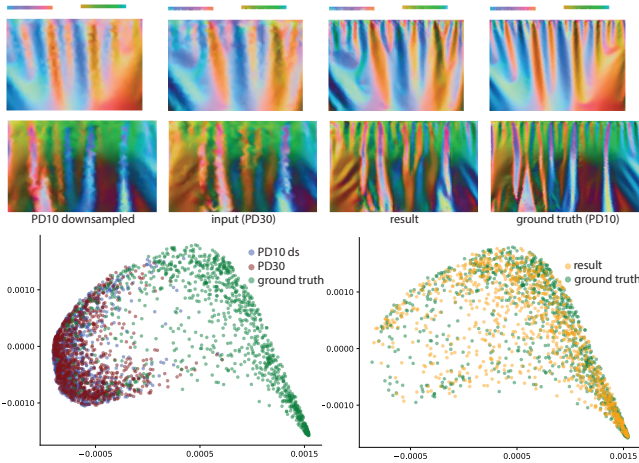 PD10 downsampled
input (PD30)
result
ground truth (PD10)
PD10 ds
PD30
ground truth
0.0010
0.0000
−0.0010
−0.0005
0.0005
0.0015
result
ground truth
0.0010
0.0000
−0.0010
−0.0005
0.0005
0.0015